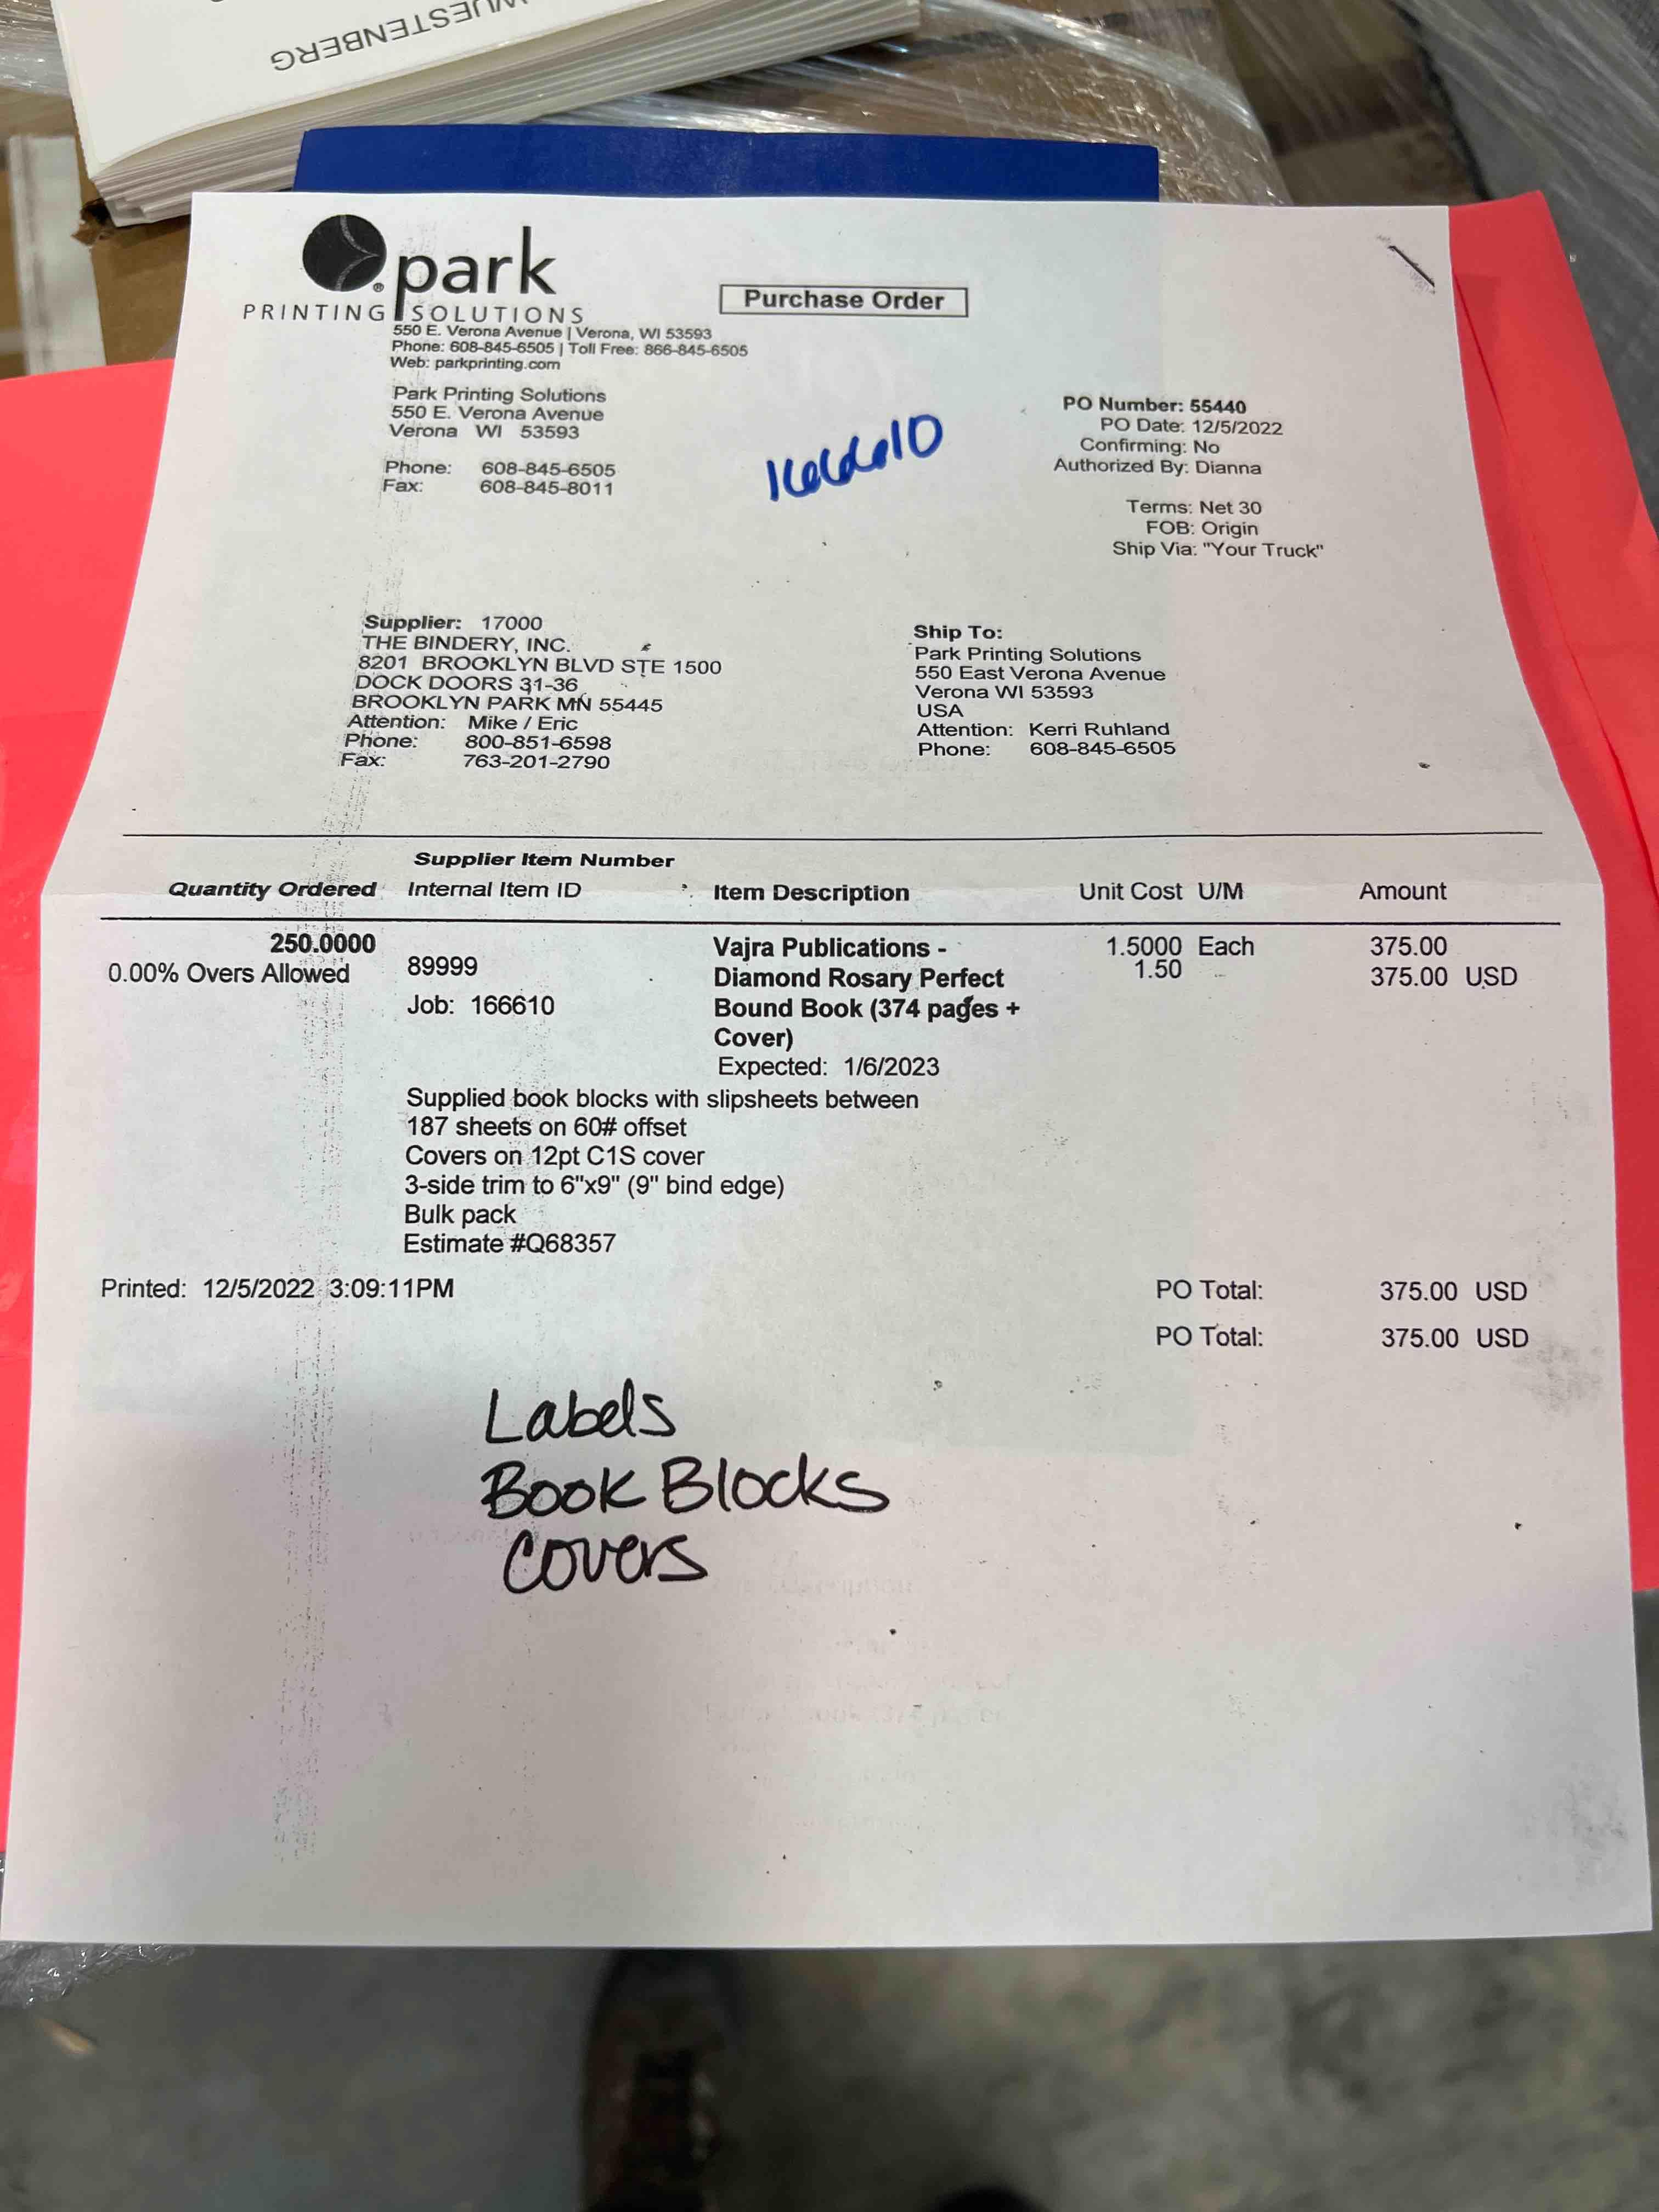 WUESTENBERG
park
PRINTING SOLUTIONS
550 E. Verona Avenue | Verona, WI 53593
Phone: 608-845-6505 | Toll Free: 866-845-6505
Web: parkprinting.com
Purchase Order
Park Printing Solutions
550 E. Verona Avenue
Verona WI 53593
Phone: 608-845-6505
Fax: 608-845-8011
166610
PO Number: 55440
PO Date: 12/5/2022
Confirming: No
Authorized By: Dianna
Terms: Net 30
FOB: Origin
Ship Via: "Your Truck"
Supplier: 17000
THE BINDERY, INC.
8201 BROOKLYN BLVD STE 1500
DOCK DOORS 31-36
BROOKLYN PARK MN 55445
Attention: Mike / Eric
Phone: 800-851-6598
Fax: 763-201-2790
Ship To:
Park Printing Solutions
550 East Verona Avenue
Verona WI 53593
USA
Attention: Kerri Ruhland
Phone: 608-845-6505
Supplier Item Number
Quantity Ordered Internal Item ID Item Description Unit Cost U/M Amount
250.0000 Vajra Publications - 1.5000 Each 375.00
0.00% Overs Allowed 89999 Diamond Rosary Perfect 1.50 375.00 USD
Job: 166610 Bound Book (374 pages +
Cover)
Expected: 1/6/2023
Supplied book blocks with slipsheets between
187 sheets on 60# offset
Covers on 12pt C1S cover
3-side trim to 6"x9" (9" bind edge)
Bulk pack
Estimate #Q68357
Printed: 12/5/2022 3:09:11PM PO Total: 375.00 USD
PO Total: 375.00 USD
Labels
Book Blocks
Covers